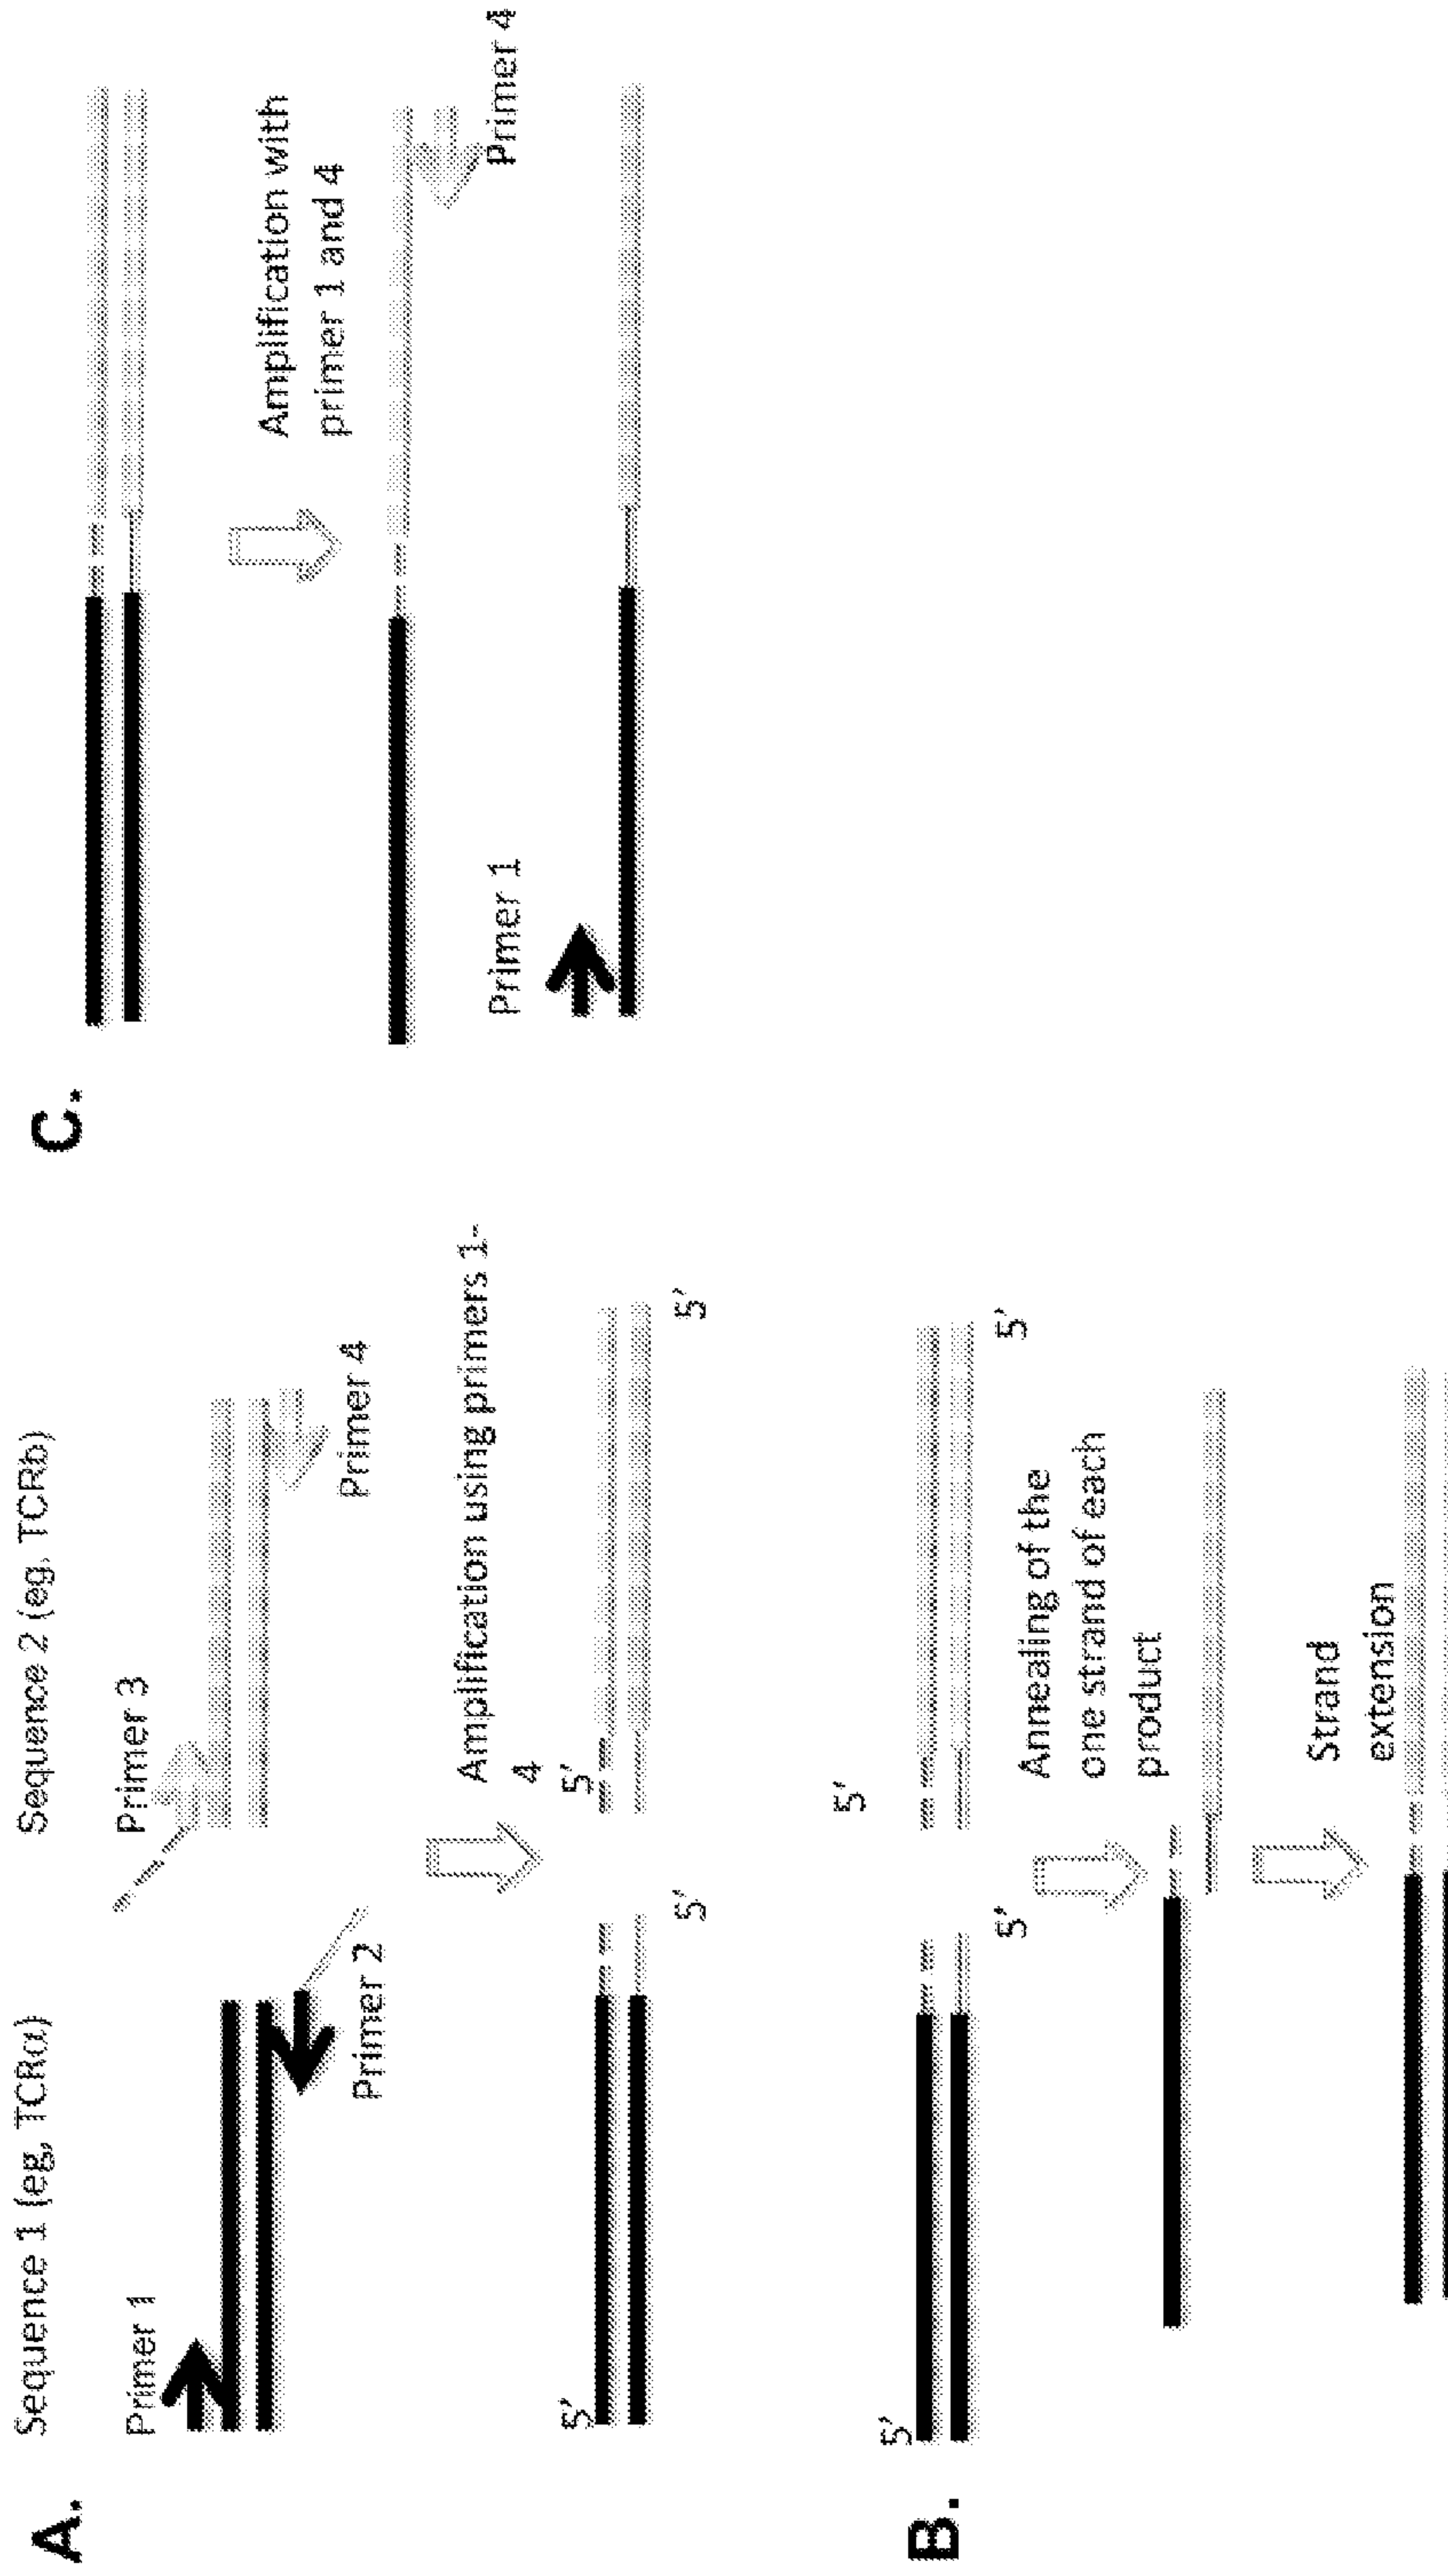 A.
Sequence 1 (eg, TCRα)
Sequence 2 (eg, TCRb)
Primer 1
Primer 3
Primer 2
Primer 4
Amplification using primers 1-
4
5'
5'
5'
5'
B.
5'
5'
5'
5'
Annealing of the
one strand of each
product
Strand
extension
C.
Amplification with
primer 1 and 4
Primer 1
Primer 4